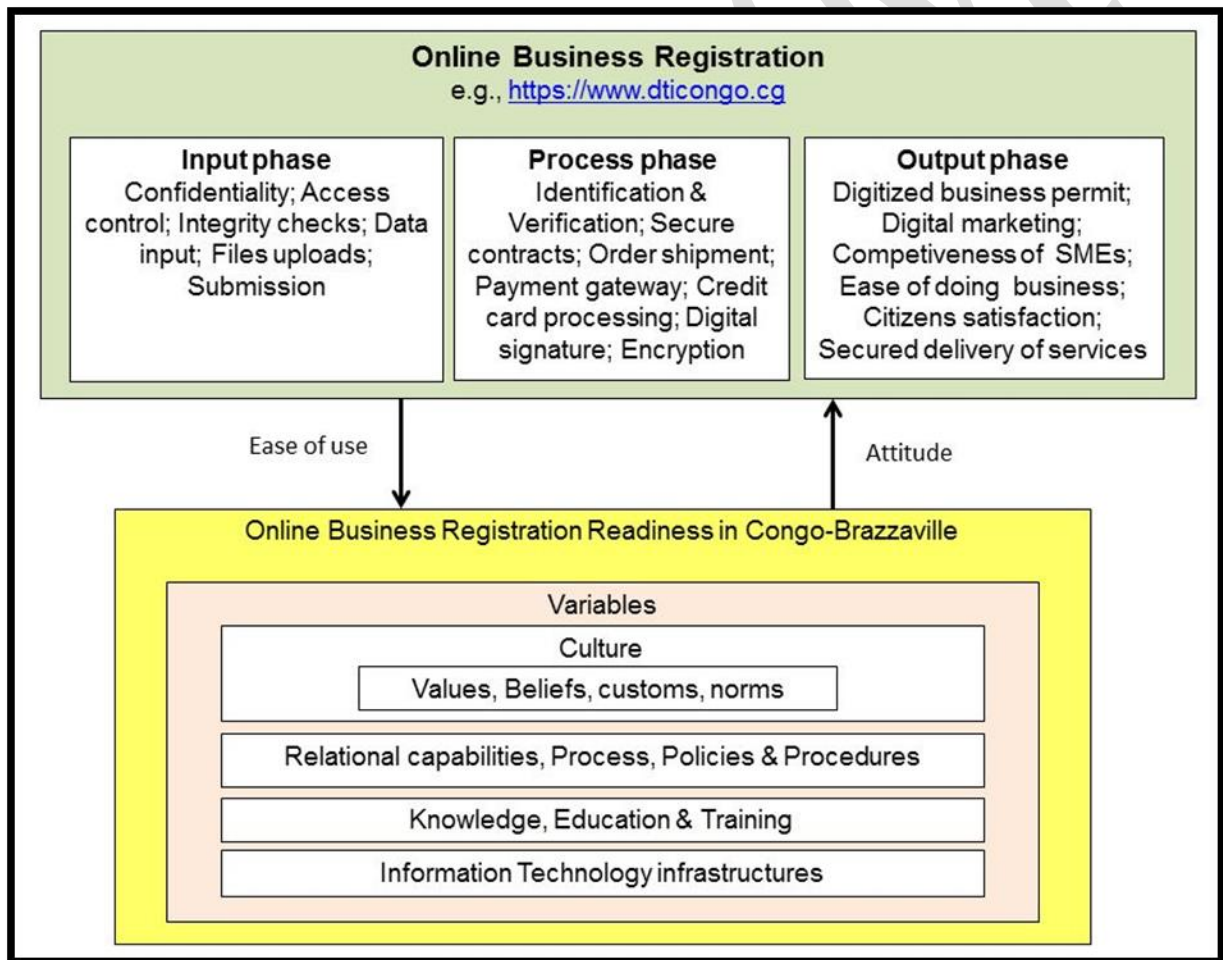 Online Business Registration
e.g., https://www.dticongo.cg
Input phase
Confidentiality; Access
control; Integrity checks; Data
input; Files uploads;
Submission
Process phase
Identification &
Verification; Secure
contracts; Order shipment;
Payment gateway; Credit
card processing; Digital
signature; Encryption
Output phase
Digitized business permit;
Digital marketing;
Competiveness of SMEs;
Ease of doing business;
Citizens satisfaction;
Secured delivery of services
Ease of use
Attitude
Online Business Registration Readiness in Congo-Brazzaville
Variables
Culture
Values, Beliefs, customs, norms
Relational capabilities, Process, Policies & Procedures
Knowledge, Education & Training
Information Technology infrastructures